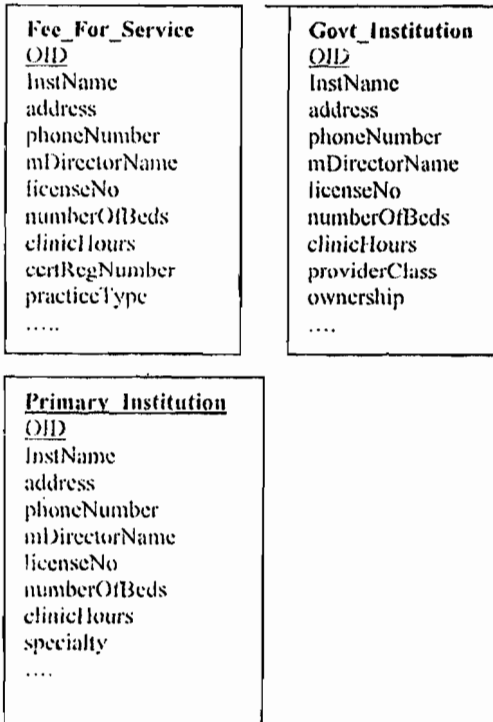 Fee_For_Service
OID
InstName
address
phoneNumber
mDirectorName
licenseNo
numberOfBeds
clinicHours
certRegNumber
practiceType
.....
Govt_Institution
OID
InstName
address
phoneNumber
mDirectorName
licenseNo
numberOfBeds
clinicHours
providerClass
ownership
....
Primary_Institution
OID
InstName
address
phoneNumber
mDirectorName
licenseNo
numberOfBeds
clinicHours
specialty
....